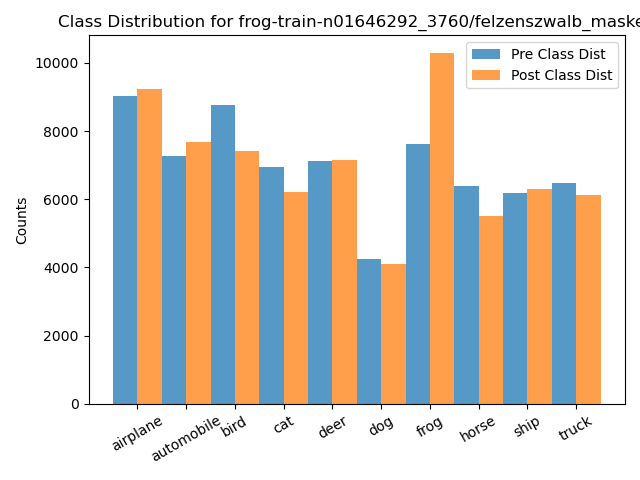 Class Distribution for frog-train-n01646292_3760/felzenszwalb_maske
Pre Class Dist
Post Class Dist
Counts
10000
8000
6000
4000
2000
0
airplane
automobile
bird
cat
deer
dog
frog
horse
ship
truck